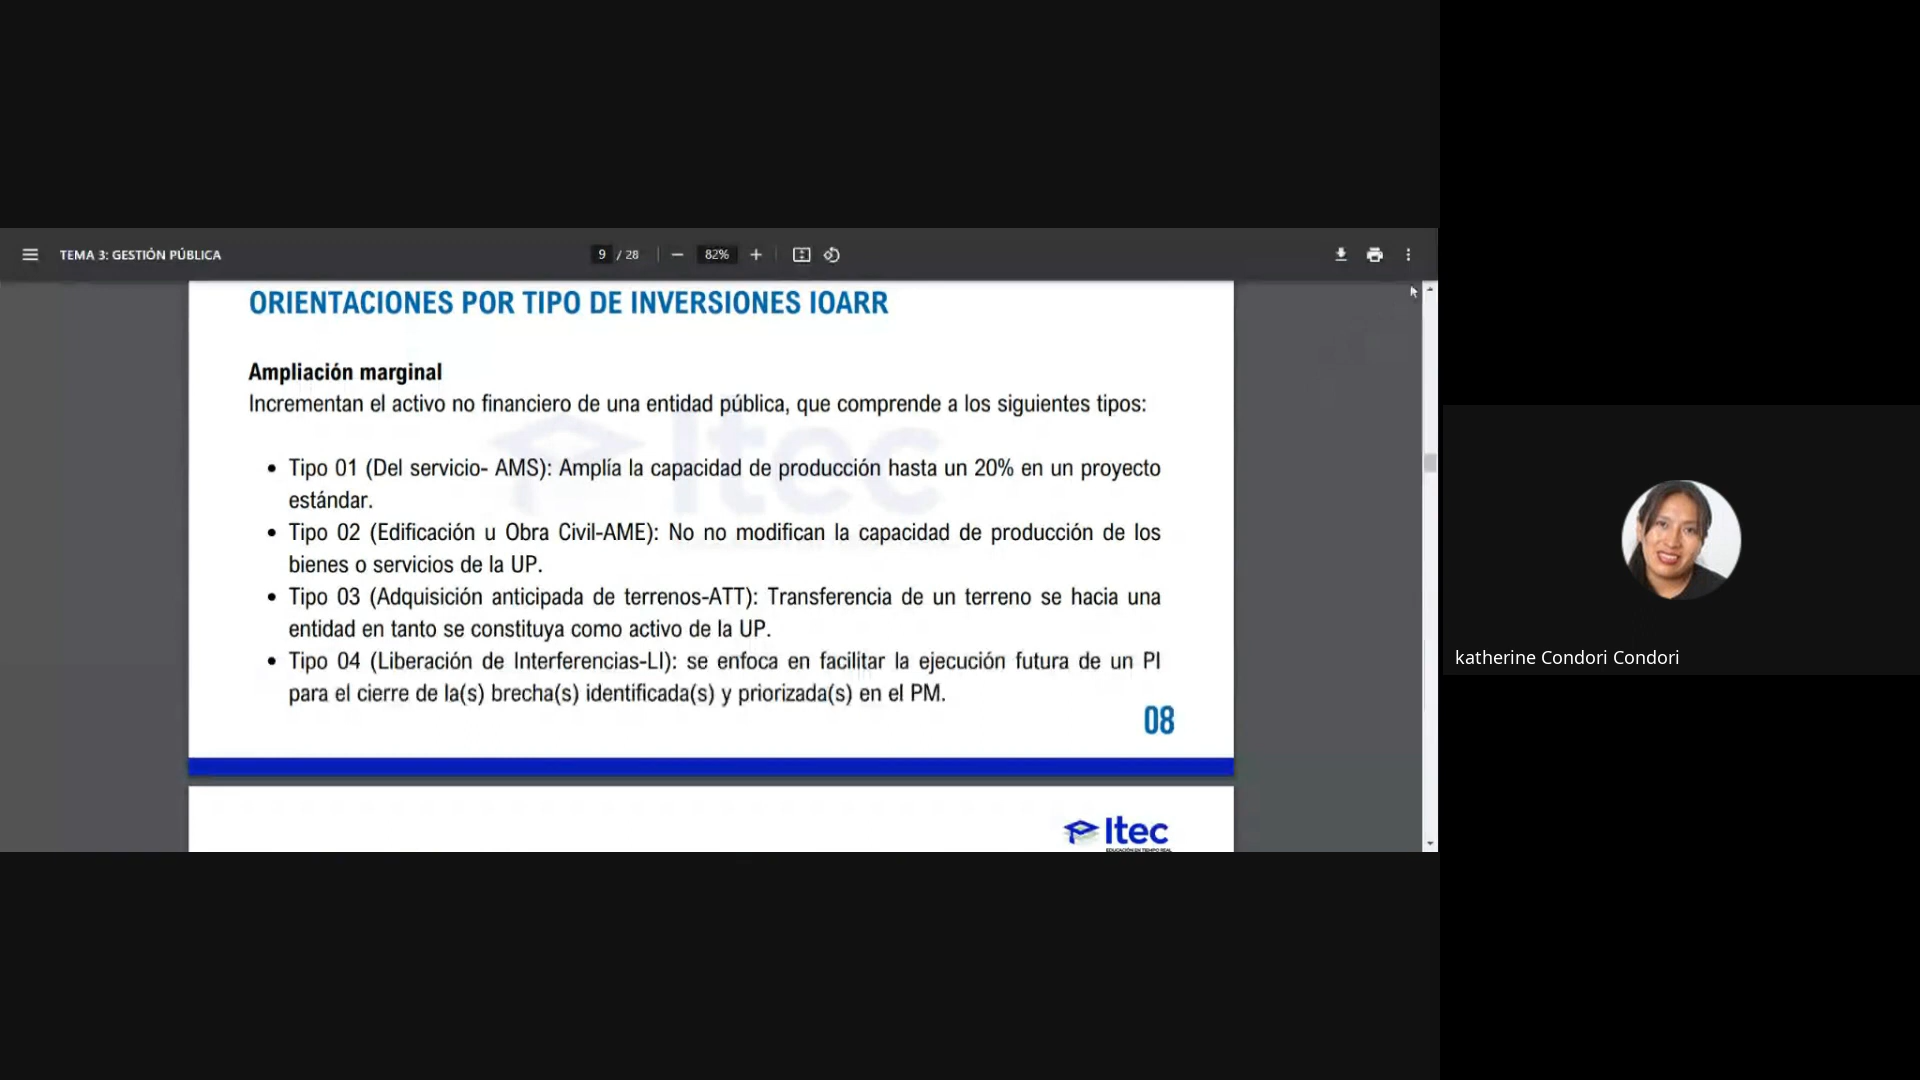 TEMA 3: GESTIÓN PÚBLICA
9 / 28
82%
ORIENTACIONES POR TIPO DE INVERSIONES IOARR
Ampliación marginal
Incrementan el activo no financiero de una entidad pública, que comprende a los siguientes tipos:
• Tipo 01 (Del servicio- AMS): Amplía la capacidad de producción hasta un 20% en un proyecto
estándar.
• Tipo 02 (Edificación u Obra Civil-AME): No no modifican la capacidad de producción de los
bienes o servicios de la UP.
• Tipo 03 (Adquisición anticipada de terrenos-ATT): Transferencia de un terreno se hacia una
entidad en tanto se constituya como activo de la UP.
• Tipo 04 (Liberación de Interferencias-LI): se enfoca en facilitar la ejecución futura de un PI
para el cierre de la(s) brecha(s) identificada(s) y priorizada(s) en el PM.
08
Itec
Itec
EDUCACIÓN EN TIEMPO REAL
katherine Condori Condori